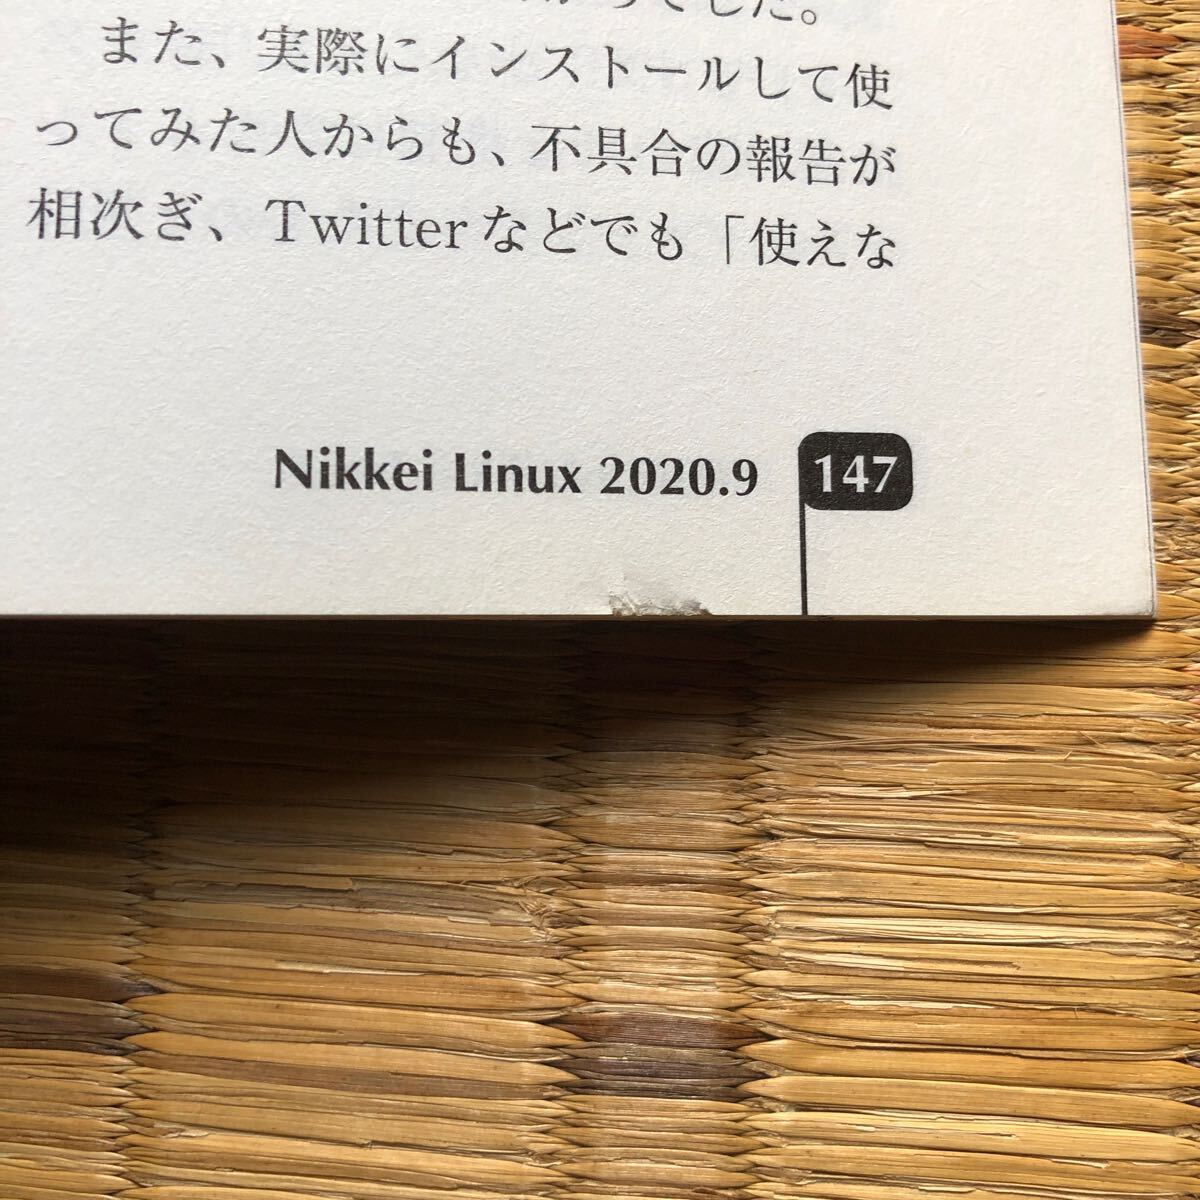 した。
また、実際にインストールして使
ってみた人からも、不具合の報告が
相次ぎ、Twitterなどでも「使えな
Nikkei Linux 2020.9 147